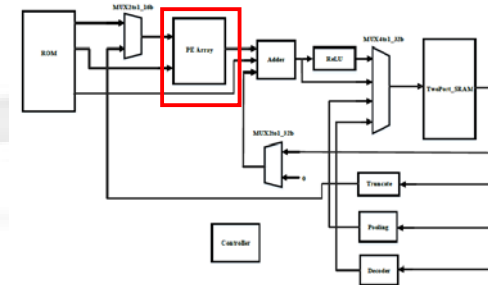 MUX2to1_16b
ROM
PE Array
Adder
ReLU
MUX4to1_32b
TwoPort_SRAM
MUX2to1_32b
0
Truncate
Pooling
Controller
Decoder